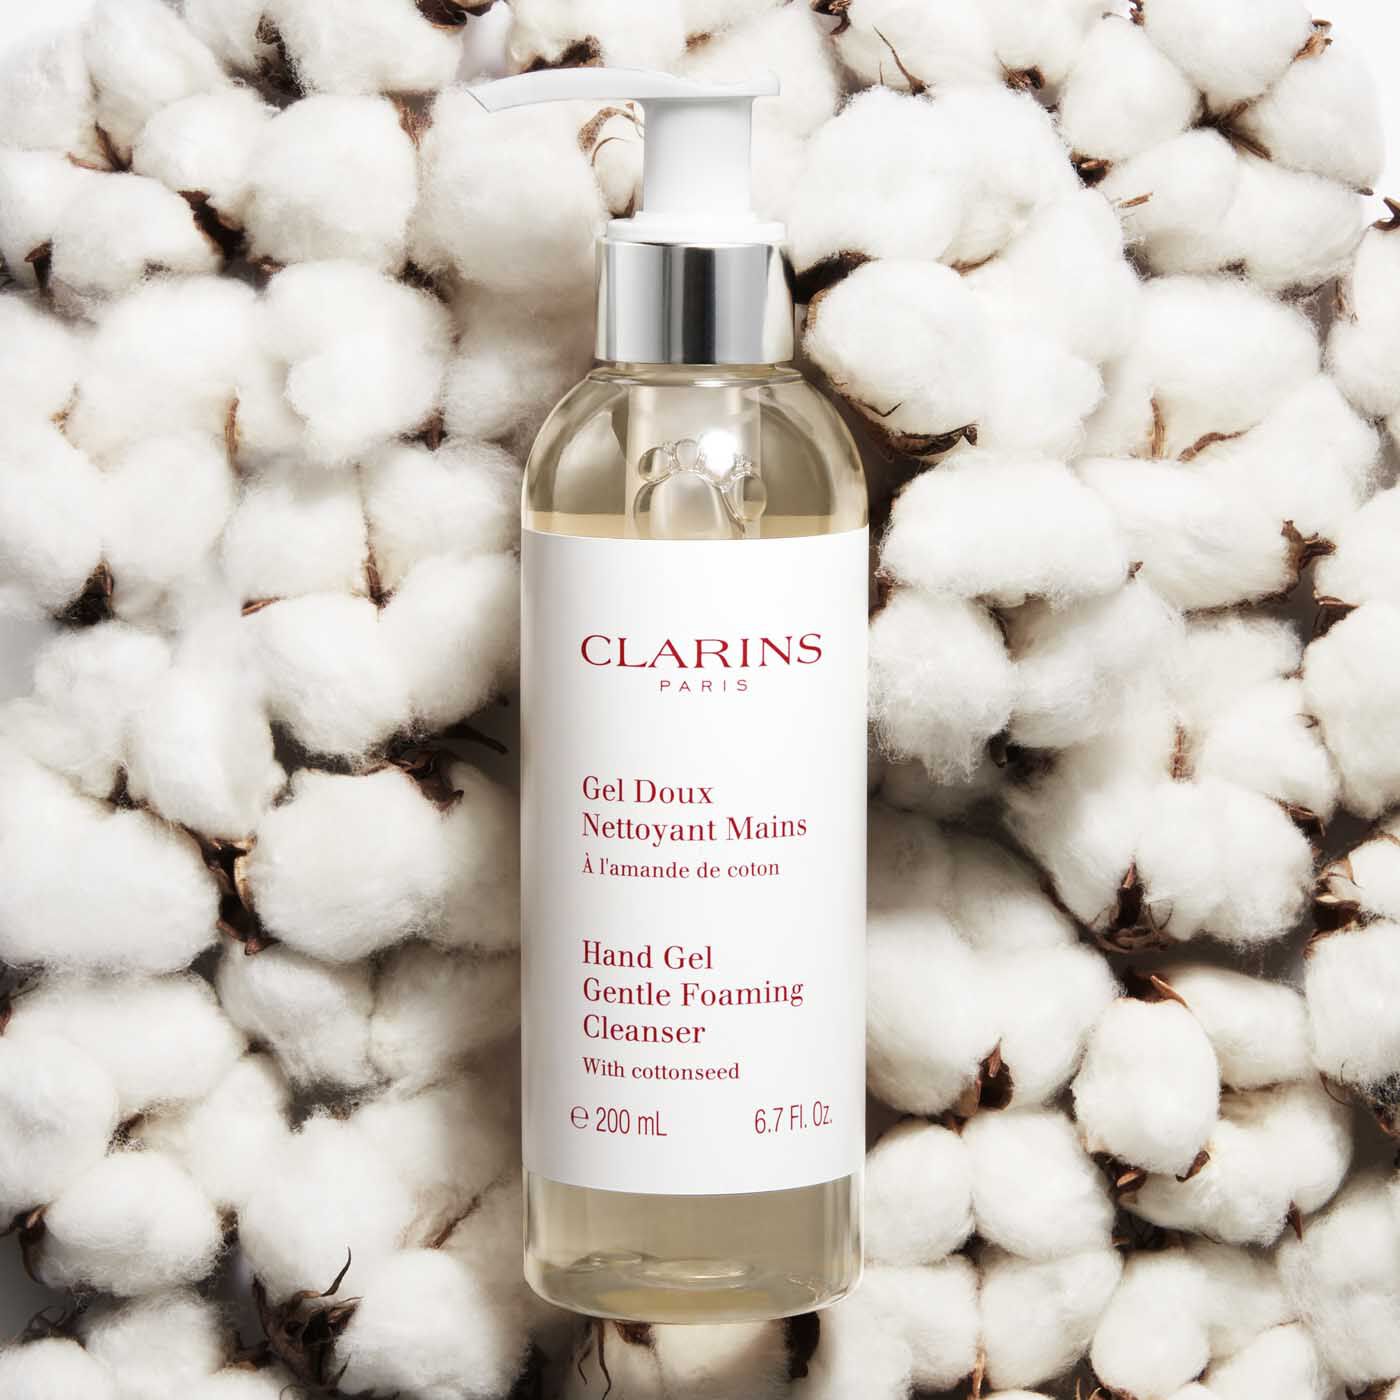 CLARINS
PARIS
Gel Doux
Nettoyant Mains
À l'amande de coton
Hand Gel
Gentle Foaming
Cleanser
With cottonseed
℮ 200 mL 6.7 Fl. Oz.